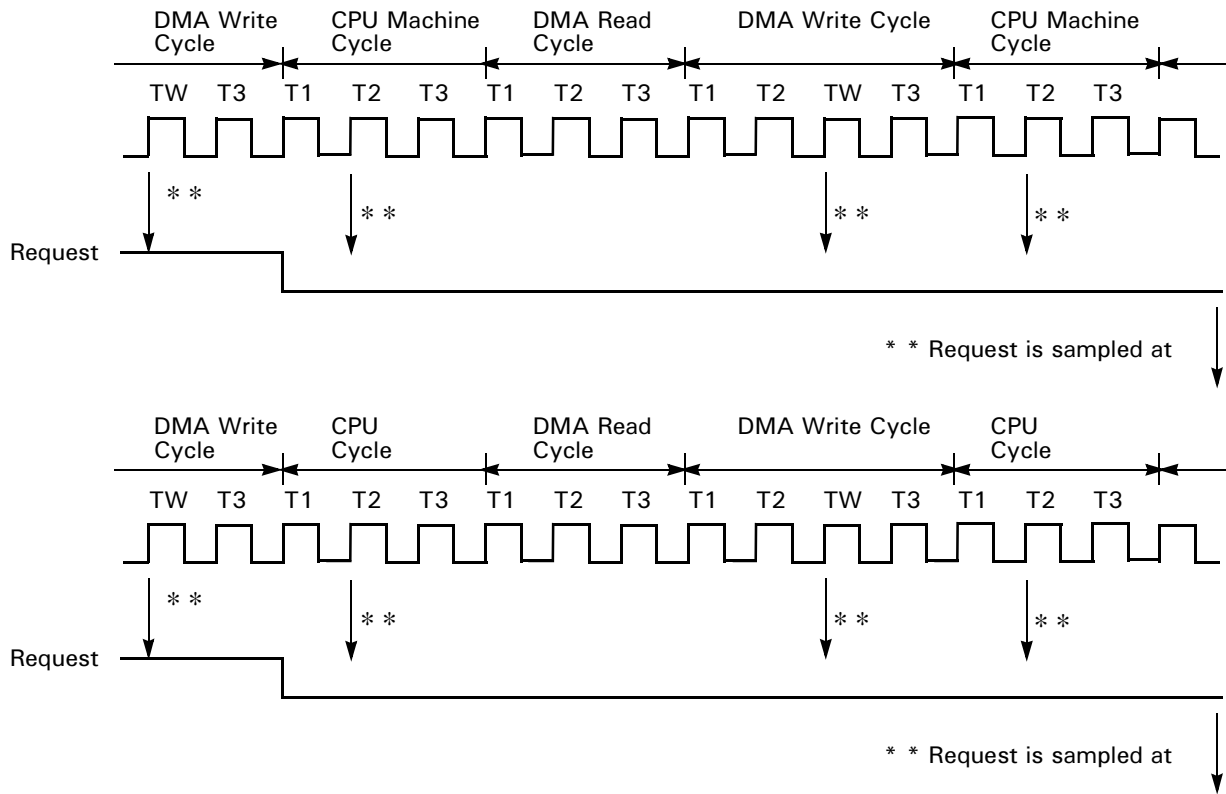 DMA Write Cycle
CPU Machine Cycle
DMA Read Cycle
DMA Write Cycle
CPU Machine Cycle
TW T3 T1 T2 T3 T1 T2 T3 T1 T2 TW T3 T1 T2 T3
* * * * * * * *
Request
* * Request is sampled at
DMA Write Cycle
CPU Cycle
DMA Read Cycle
DMA Write Cycle
CPU Cycle
TW T3 T1 T2 T3 T1 T2 T3 T1 T2 TW T3 T1 T2 T3
* * * * * * * *
Request
* * Request is sampled at